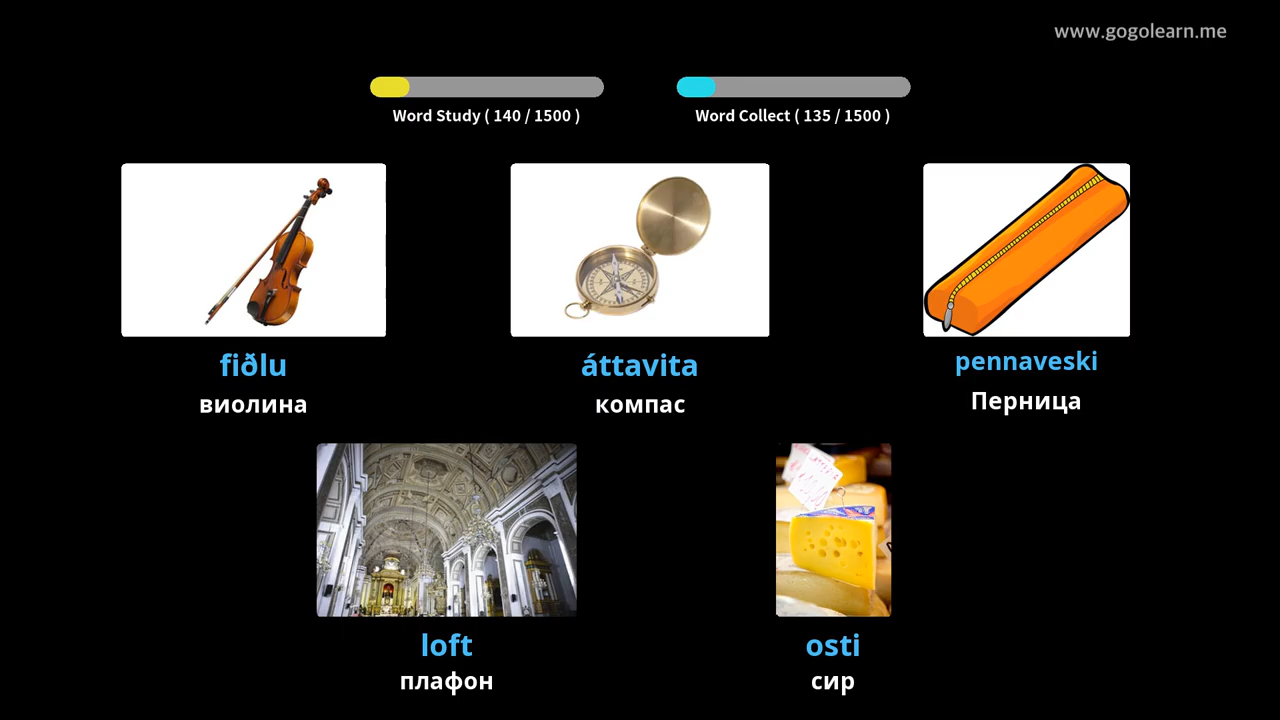 www.gogolearn.me
Word Study ( 140 / 1500 )
Word Collect ( 135 / 1500 )
fiðlu
виолина
áttavita
компас
pennaveski
Перница
loft
плафон
osti
сир